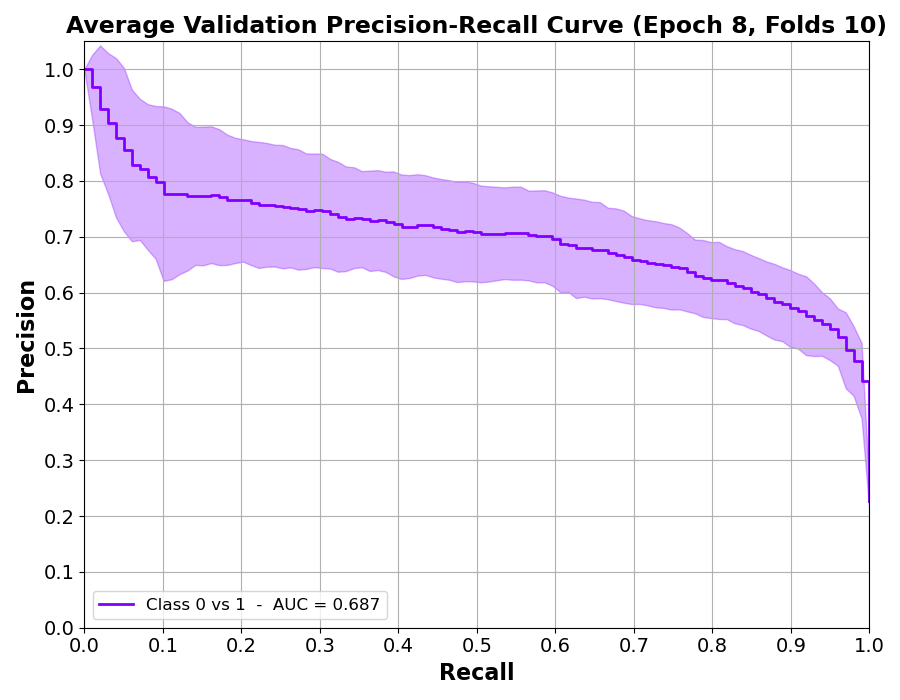 Average Validation Precision-Recall Curve (Epoch 8, Folds 10)
Precision
1.0
0.9
0.8
0.7
0.6
0.5
0.4
0.3
0.2
0.1
0.0
Class 0 vs 1 - AUC = 0.687
0.0 0.1 0.2 0.3 0.4 0.5 0.6 0.7 0.8 0.9 1.0
Recall